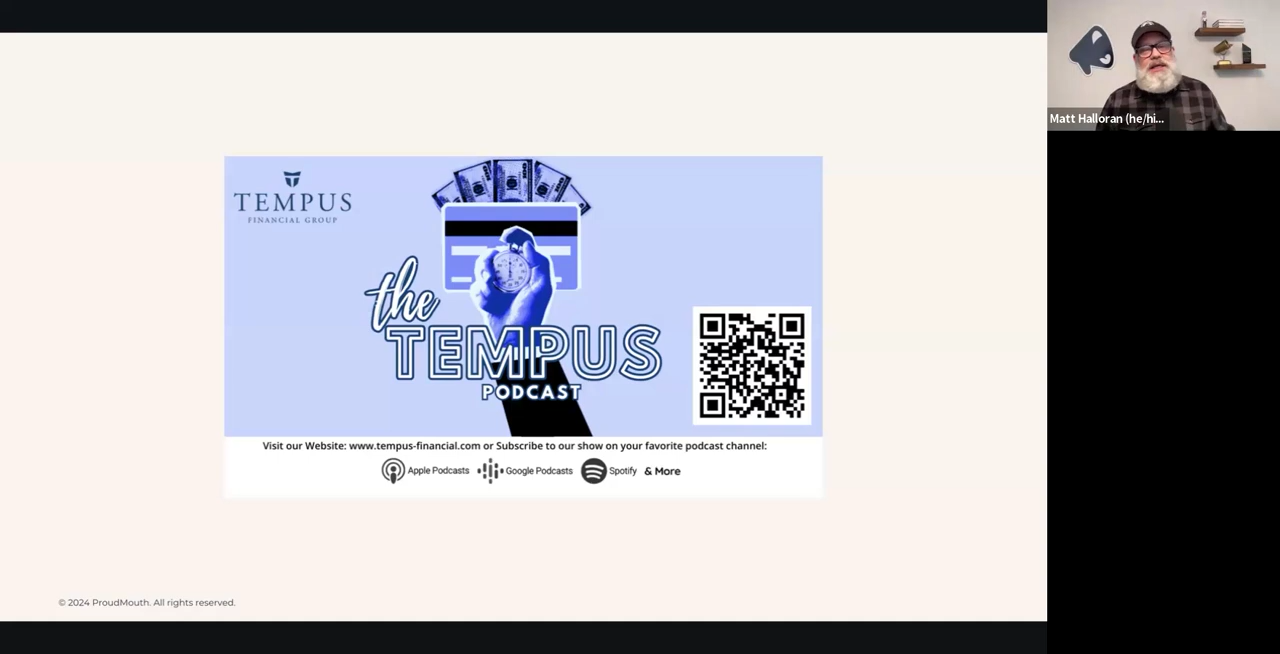 TEMPUS
FINANCIAL GROUP
the
TEMPUS
PODCAST
Visit our Website: www.tempus-financial.com or Subscribe to our show on your favorite podcast channel:
Apple Podcasts Google Podcasts Spotify & More
© 2024 ProudMouth. All rights reserved.
Matt Halloran (he/hi...